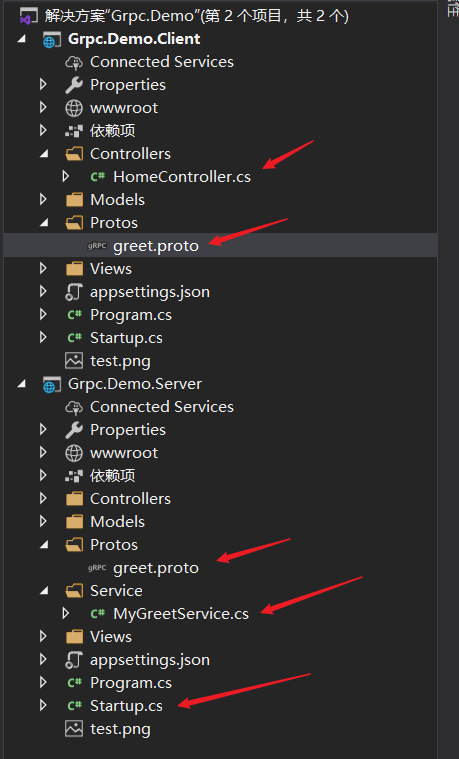 解决方案"Grpc.Demo"(第 2 个项目，共 2 个)
Grpc.Demo.Client
Connected Services
Properties
wwwroot
依赖项
Controllers
C# HomeController.cs
Models
Protos
gRPC greet.proto
Views
appsettings.json
C# Program.cs
C# Startup.cs
test.png
Grpc.Demo.Server
Connected Services
Properties
wwwroot
依赖项
Controllers
Models
Protos
gRPC greet.proto
Service
C# MyGreetService.cs
Views
appsettings.json
C# Program.cs
C# Startup.cs
test.png